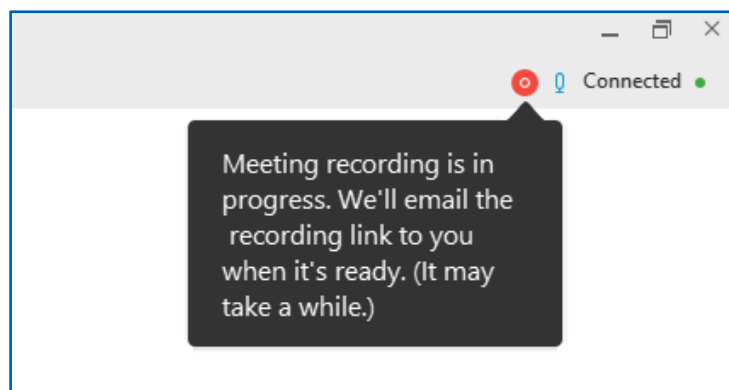 Connected
Meeting recording is in
progress. We'll email the
recording link to you
when it's ready. (It may
take a while.)